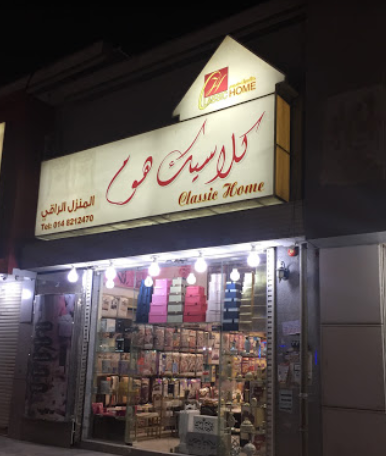 HOME
كلاسيك هوم
Classic Home
المنزل الراقي
Tel: 014 8212470